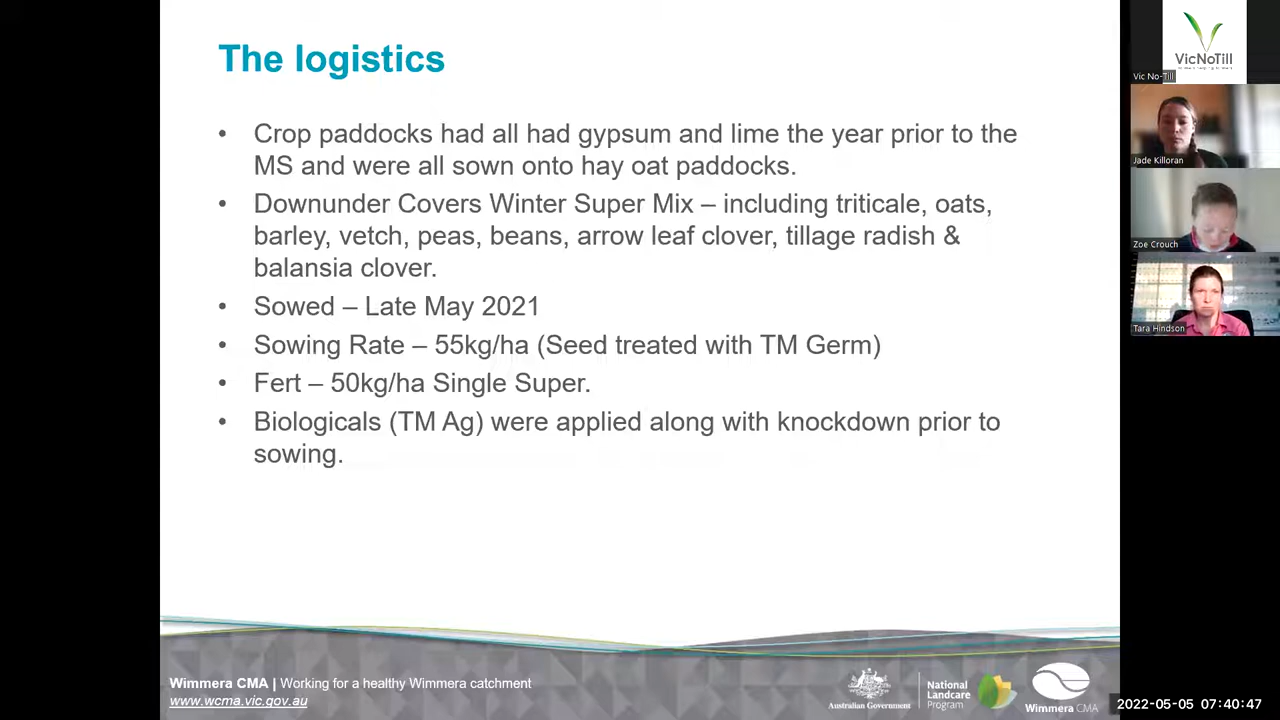 The logistics
• Crop paddocks had all had gypsum and lime the year prior to the
MS and were all sown onto hay oat paddocks.
• Downunder Covers Winter Super Mix – including triticale, oats,
barley, vetch, peas, beans, arrow leaf clover, tillage radish &
balansia clover.
• Sowed – Late May 2021
• Sowing Rate – 55kg/ha (Seed treated with TM Germ)
• Fert – 50kg/ha Single Super.
• Biologicals (TM Ag) were applied along with knockdown prior to
sowing.
Wimmera CMA | Working for a healthy Wimmera catchment
www.wcma.vic.gov.au
Australian Government
National
Landcare
Program
Wimmera CMA
VicNoTill
Vic No-Till
Jade Killoran
Zoe Crouch
Tara Hindson
2022-05-05 07:40:47